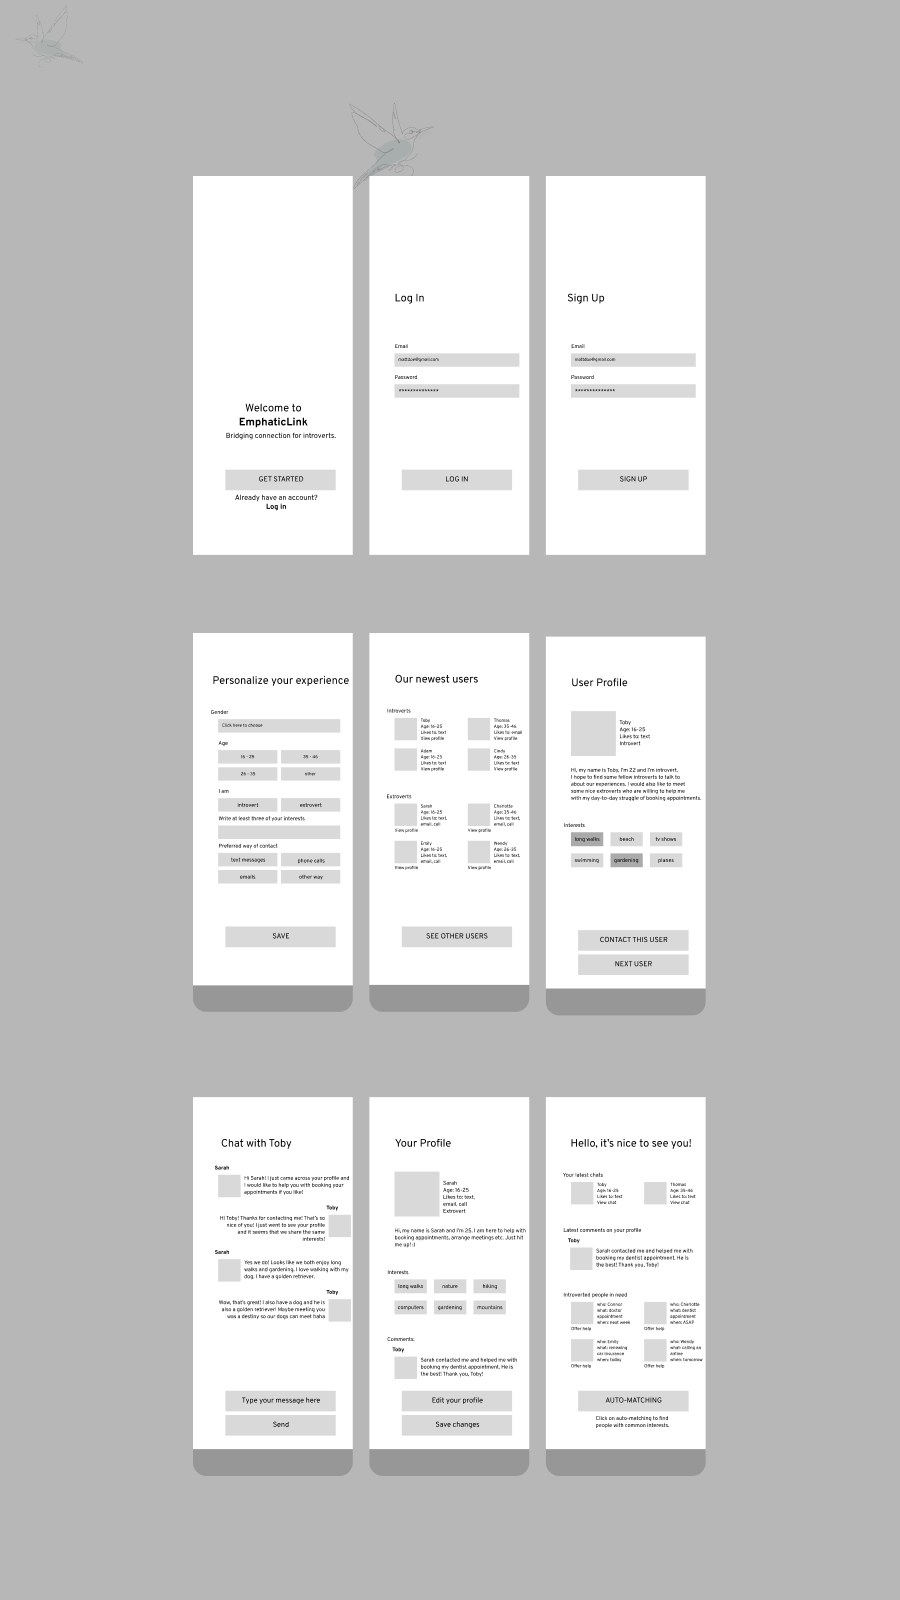 Welcome to
EmphaticLink
Bridging connection for introverts.
GET STARTED
Already have an account?
Log in
Log In
Email
mattdue@gmail.com
Password
**************
LOG IN
Sign Up
Email
mattdue@gmail.com
Password
**************
SIGN UP
Personalize your experience
Gender
Click here to choose
Age
16 - 25
35 - 46
26 - 35
other
I am
introvert
extrovert
Write at least three of your interests
Preferred way of contact
text messages
phone calls
emails
other way
SAVE
Our newest users
Introverts
Toby
Age: 16-25
Likes to: text
View profile
Thomas
Age: 35-46
Likes to: email
View profile
Adam
Age: 16-25
Likes to: text
View profile
Cindy
Age: 26-35
Likes to: text
View profile
Extroverts
Sarah
Age: 16-25
Likes to: text,
email, call
View profile
Charlotte
Age: 35-46
Likes to: text,
email, call
View profile
Emily
Age: 16-25
Likes to: text,
email, call
View profile
Wendy
Age: 26-35
Likes to: text,
email, call
View profile
SEE OTHER USERS
User Profile
Toby
Age: 16-25
Likes to: text
Introvert
Hi, my name is Toby, I'm 22 and I'm introvert.
I hope to find some fellow introverts to talk to
about our experiences. I would also like to meet
some nice extroverts who are willing to help me
with my day-to-day struggle of booking appointments.
Interests
long walks
beach
tv shows
swimming
gardening
planes
CONTACT THIS USER
NEXT USER
Chat with Toby
Sarah
Hi Sarah! I just came across your profile and
I would like to help you with booking your
appointments if you like!
Toby
Hi Toby! Thanks for contacting me! That's so
nice of you! I just went to see your profile
and it seems that we share the same
interests!
Sarah
Yes we do! Looks like we both enjoy long
walks and gardening. I love walking with my
dog. I have a golden retriever.
Toby
Wow, that's great! I also have a dog and he is
also a golden retriever! Maybe meeting you
was a destiny so our dogs can meet haha
Type your message here
Send
Your Profile
Sarah
Age: 16-25
Likes to: text,
email, call
Extrovert
Hi, my name is Sarah and I'm 25. I am here to help with
booking appointments, arrange meetings etc. Just hit
me up! :)
Interests
long walks
nature
hiking
computers
gardening
mountains
Comments:
Toby
Sarah contacted me and helped me with
booking my dentist appointment. He is
the best! Thank you, Toby!
Edit your profile
Save changes
Hello, it's nice to see you!
Your latest chats
Toby
Age: 16-25
Likes to: text
View chat
Thomas
Age: 35-46
Likes to: text
View chat
Latest comments on your profile
Toby
Sarah contacted me and helped me with
booking my dentist appointment. He is
the best! Thank you, Toby!
Introverted people in need
who: Connor
what: doctor
appointment
when: next week
Offer help
who: Charlotte
what: dentist
appointment
when: ASAP
Offer help
who: Emily
what: renewing
car insurance
when: today
Offer help
who: Wendy
what: calling an
airline
when: tomorrow
Offer help
AUTO-MATCHING
Click on auto-matching to find
people with common interests.